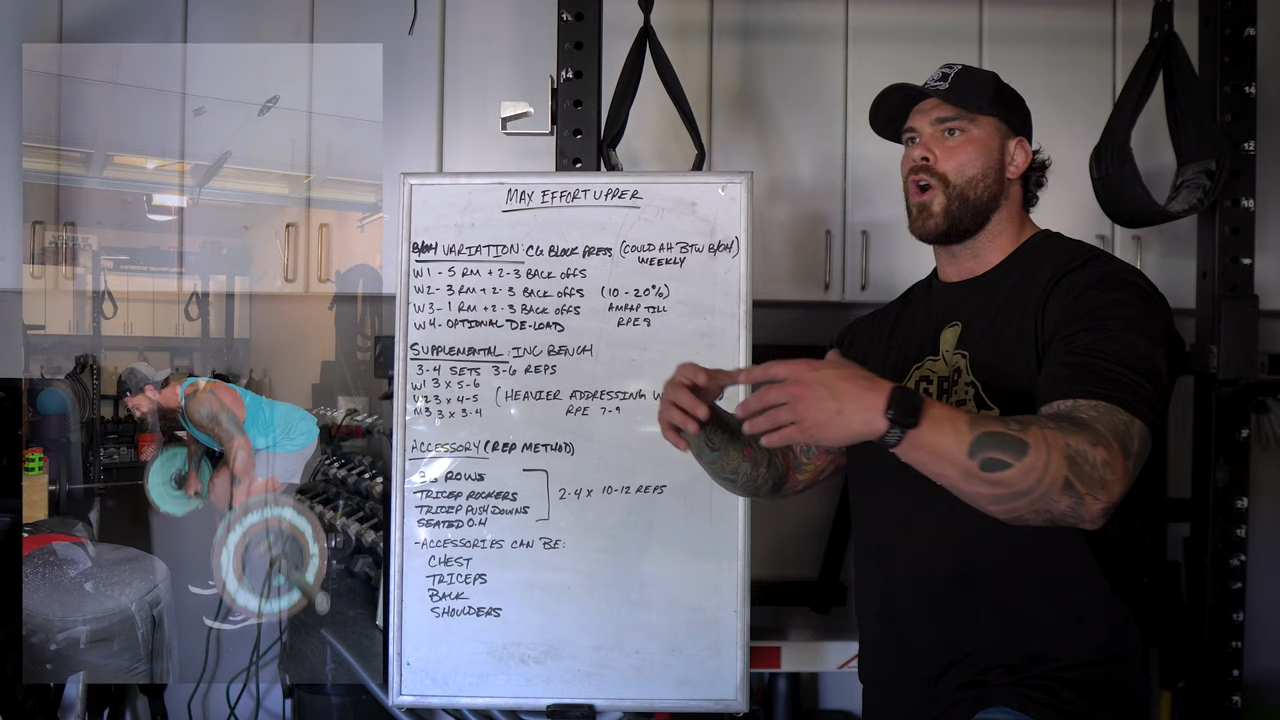 MAX EFFORT UPPER
B/OH VARIATION: CG BLOCK PRESS (COULD AH BTW B/OH)
WEEKLY
W1 - 5 RM + 2-3 BACK OFFS
W2 - 3 RM + 2-3 BACK OFFS (10-20%)
W3 - 1 RM + 2-3 BACK OFFS AMRAP TILL
W4 - OPTIONAL DE-LOAD RPE 8
SUPPLEMENTAL: INC BENCH
3-4 SETS 3-6 REPS
W1 3 x 5-6
W2 3 x 4-5 (HEAVIER ADDRESSING
W3 3 x 3-4 RPE 7-9
ACCESSORY (REP METHOD)
ROWS
TRICEP ROCKERS 2-4 x 10-12 REPS
TRICEP PUSH DOWNS
SEATED O.H
-ACCESSORIES CAN BE:
CHEST
TRICEPS
BACK
SHOULDERS